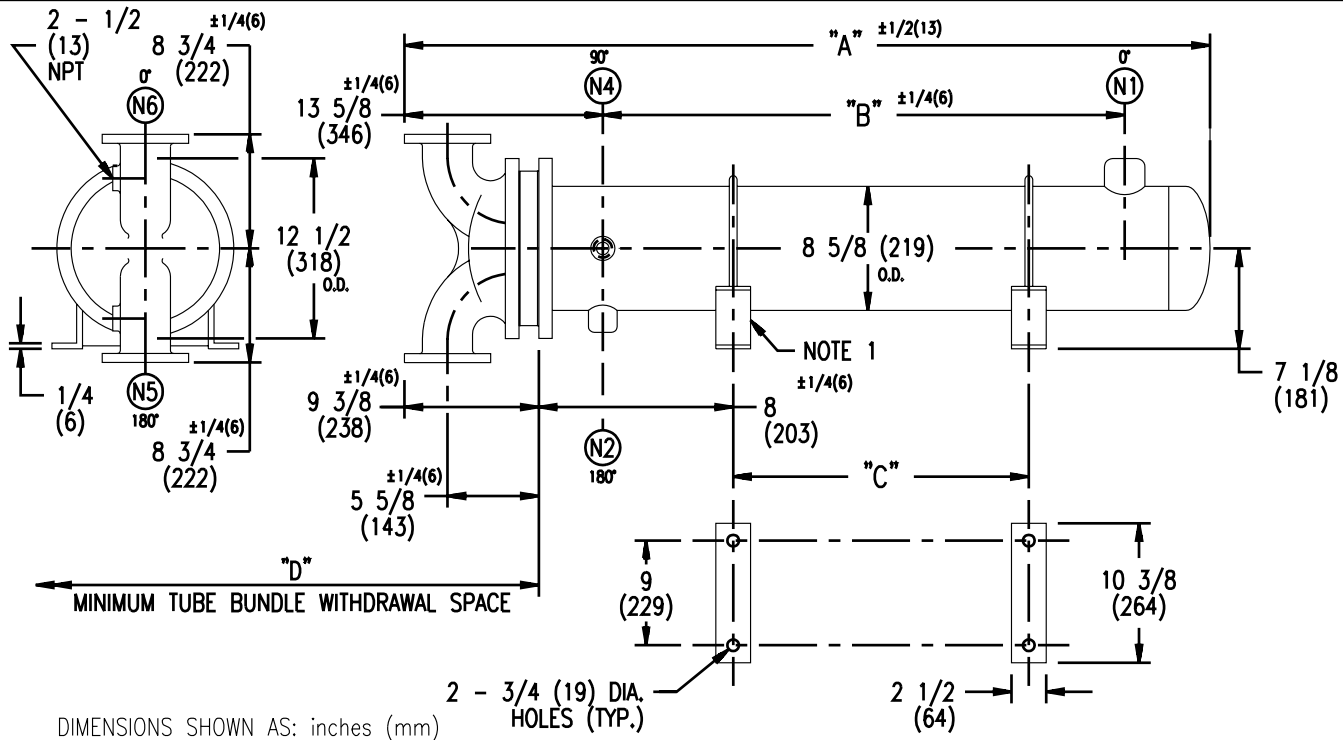 2 - 1/2
(13)
NPT
±1/4(6)
8 3/4
(222)
0°
N6
"A" ±1/2(13)
±1/4(6)
13 5/8
(346)
90°
N4
"B" ±1/4(6)
0°
N1
12 1/2
(318)
O.D.
8 5/8 (219)
O.D.
NOTE 1
7 1/8
(181)
1/4
(6)
N5
180°
±1/4(6)
8 3/4
(222)
±1/4(6)
9 3/8
(238)
±1/4(6)
8
(203)
N2
180°
±1/4(6)
5 5/8
(143)
"C"
"D"
MINIMUM TUBE BUNDLE WITHDRAWAL SPACE
9
(229)
10 3/8
(264)
2 - 3/4 (19) DIA.
HOLES (TYP.)
2 1/2
(64)
DIMENSIONS SHOWN AS: inches (mm)